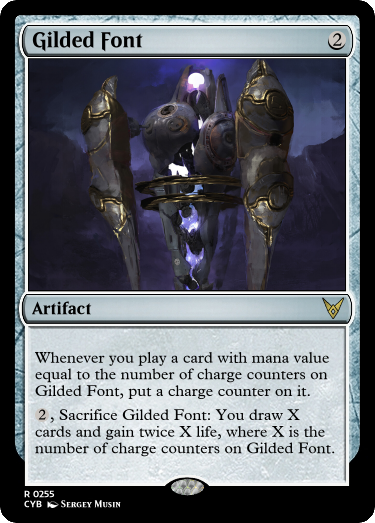 Gilded Font 2
Artifact
Whenever you play a card with mana value
equal to the number of charge counters on
Gilded Font, put a charge counter on it.
2, Sacrifice Gilded Font: You draw X
cards and gain twice X life, where X is the
number of charge counters on Gilded Font.
R 0255
CYB Sergey Musin